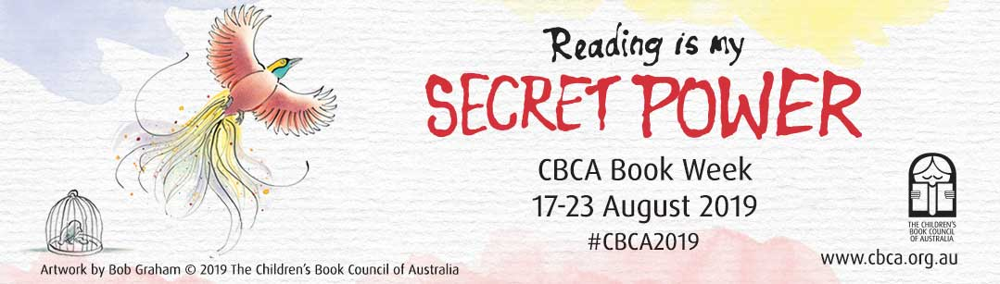 Reading is my
SECRET POWER
CBCA Book Week
17-23 August 2019
#CBCA2019
THE CHILDREN'S
BOOK COUNCIL
OF AUSTRALIA
www.cbca.org.au
Artwork by Bob Graham © 2019 The Children's Book Council of Australia